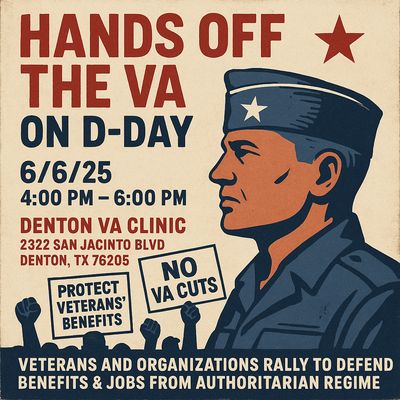 HANDS OFF
THE VA
ON D-DAY
6/6/25
4:00 PM – 6:00 PM
DENTON VA CLINIC
2322 SAN JACINTO BLVD
DENTON, TX 76205
PROTECT
VETERANS'
BENEFITS
NO
VA CUTS
VETERANS AND ORGANIZATIONS RALLY TO DEFEND
BENEFITS & JOBS FROM AUTHORITARIAN REGIME